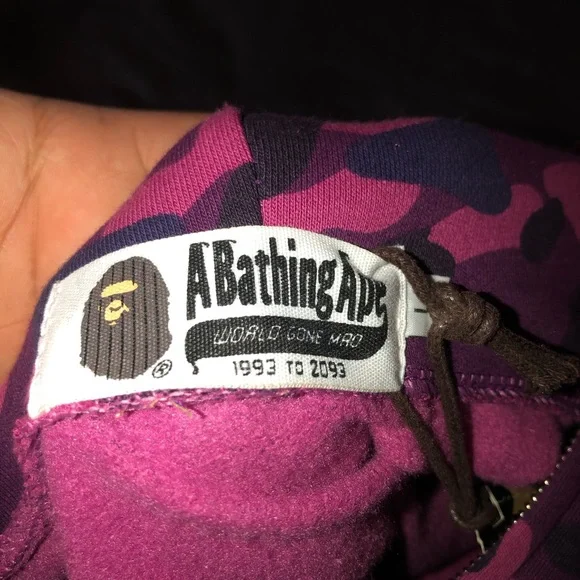 A Bathing Ape
®
WORLD GONE MAD
1993 TO 2093